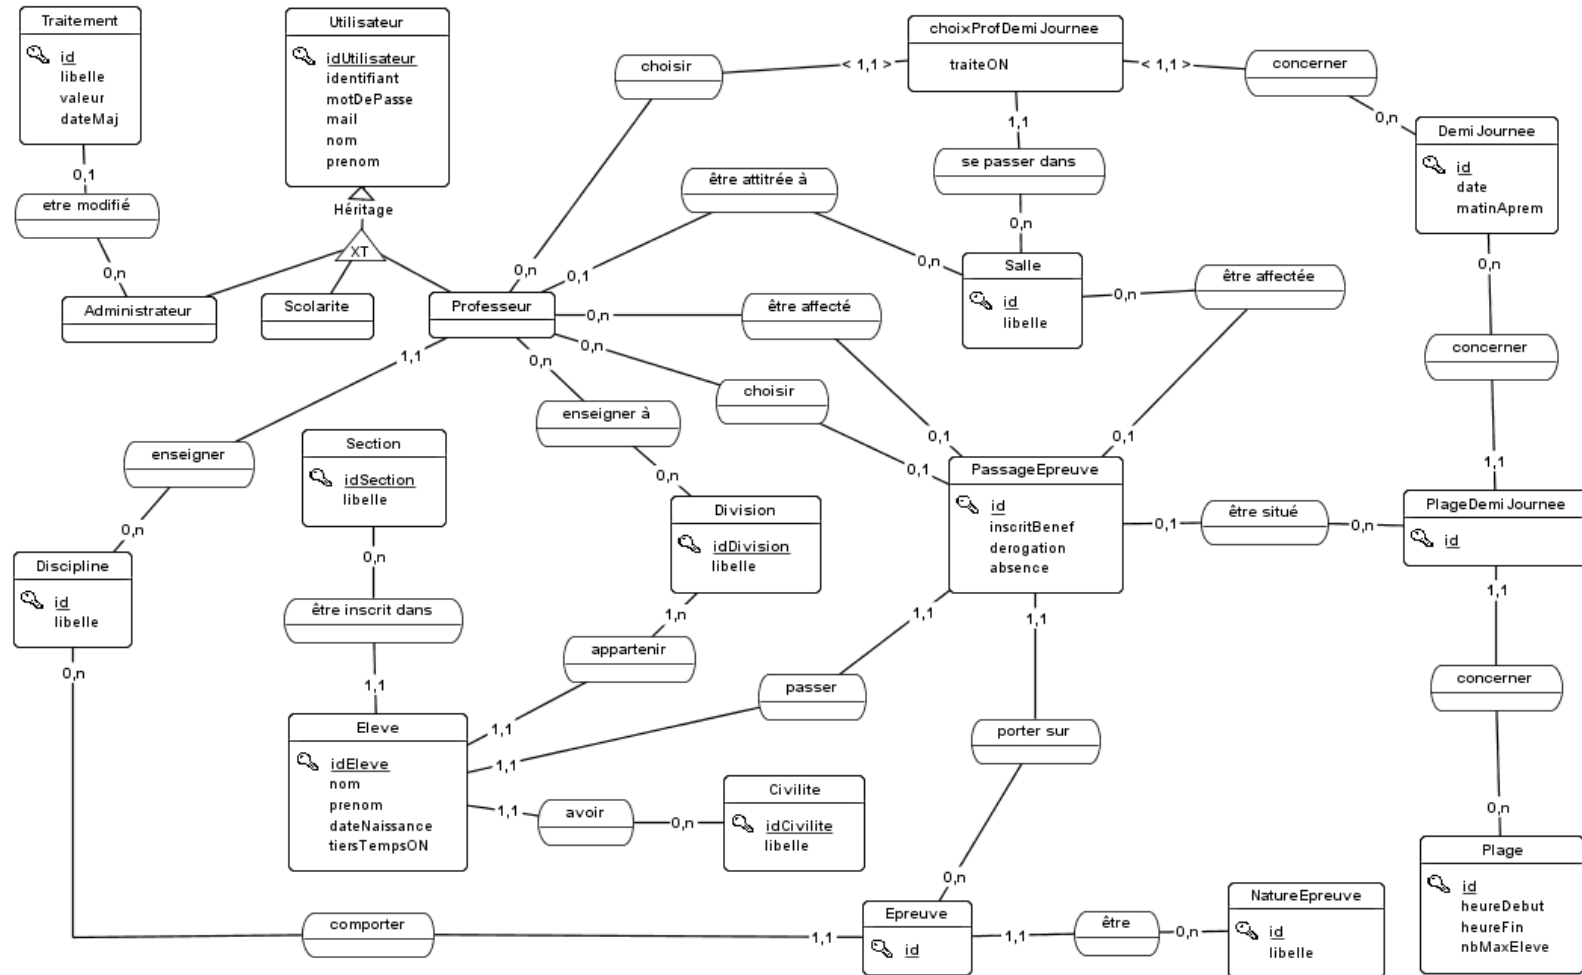 Traitement
id
libelle
valeur
dateMaj
Utilisateur
idUtilisateur
identifiant
motDePasse
mail
nom
prenom
choixProfDemiJournee
traiteON
choisir
< 1,1 >
< 1,1 >
concerner
0,n
DemiJournee
id
date
matinAprem
0,1
1,1
être attitrée à
se passer dans
etre modifié
Héritage
XT
0,n
0,n
0,1
0,n
0,n
0,n
0,n
Salle
id
libelle
être affectée
0,n
Administrateur
Scolarite
Professeur
0,n
être affecté
1,1
0,n
0,n
concerner
choisir
enseigner à
enseigner
Section
idSection
libelle
0,1
0,1
0,1
PassageEpreuve
id
inscritBenef
derogation
absence
1,1
PlageDemiJournee
id
0,n
Division
idDivision
libelle
0,1
être situé
0,n
0,n
Discipline
id
libelle
0,n
être inscrit dans
1,n
1,1
1,1
1,1
appartenir
0,n
passer
concerner
1,1
Eleve
idEleve
nom
prenom
dateNaissance
tiersTempsON
1,1
1,1
porter sur
1,1
avoir
0,n
Civilite
idCivilite
libelle
0,n
Plage
id
heureDebut
heureFin
nbMaxEleve
0,n
comporter
1,1
Epreuve
id
1,1
être
0,n
NatureEpreuve
id
libelle